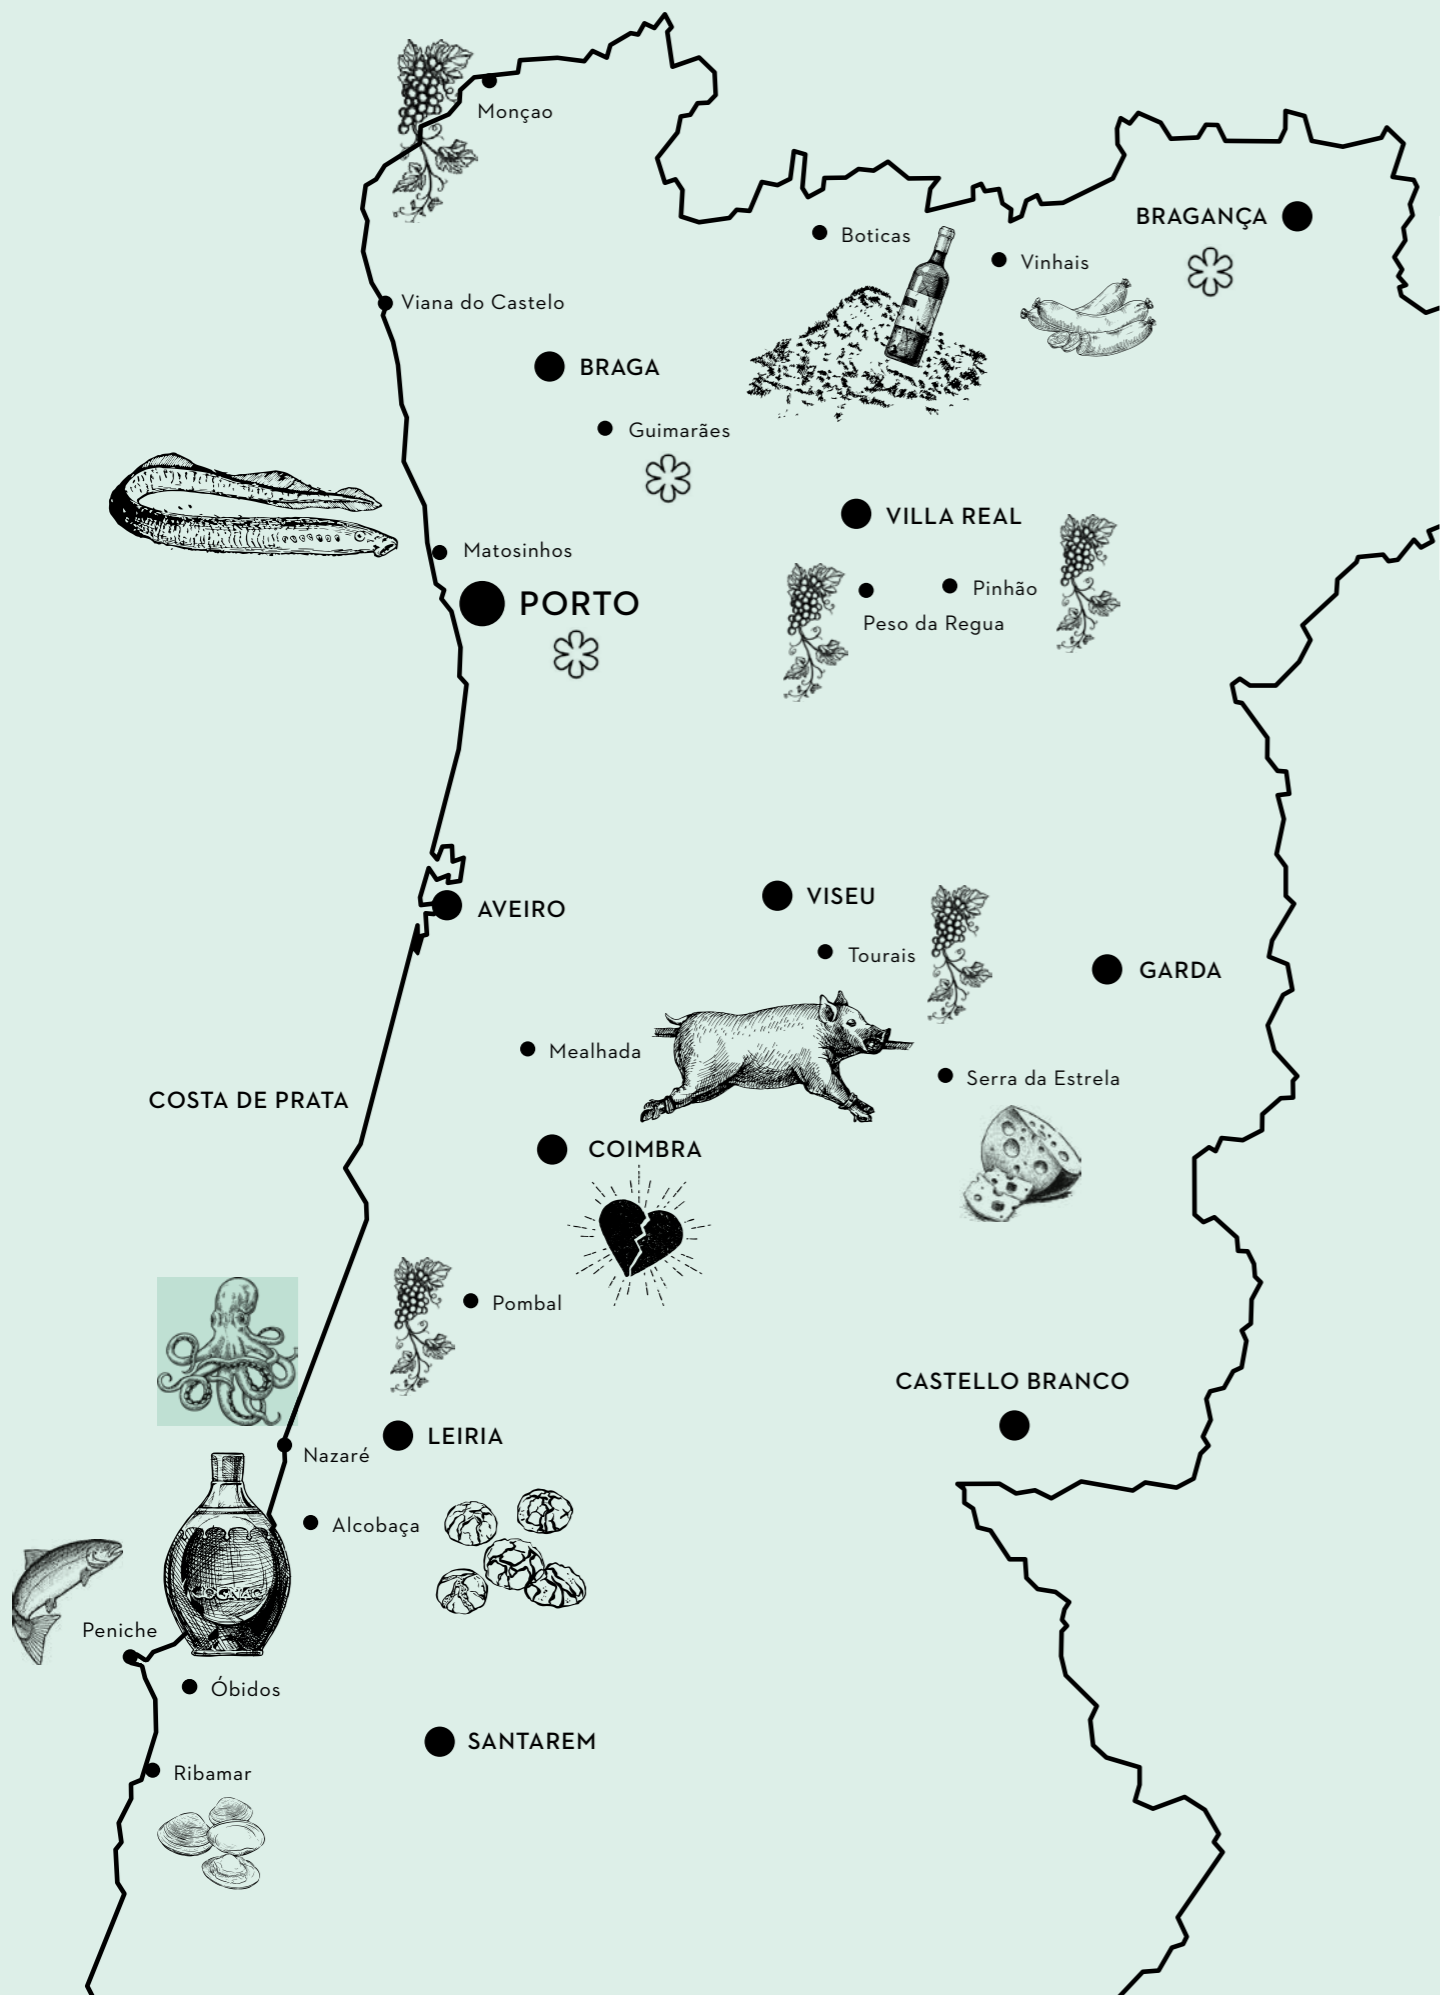 Monçao
BRAGANÇA
Boticas
Vinhais
Viana do Castelo
BRAGA
Guimarães
VILLA REAL
Matosinhos
Pinhão
PORTO
Peso da Regua
VISEU
AVEIRO
Tourais
GARDA
Mealhada
Serra da Estrela
COSTA DE PRATA
COIMBRA
Pombal
CASTELLO BRANCO
LEIRIA
Nazaré
Alcobaça
COGNAC
Peniche
Óbidos
SANTAREM
Ribamar